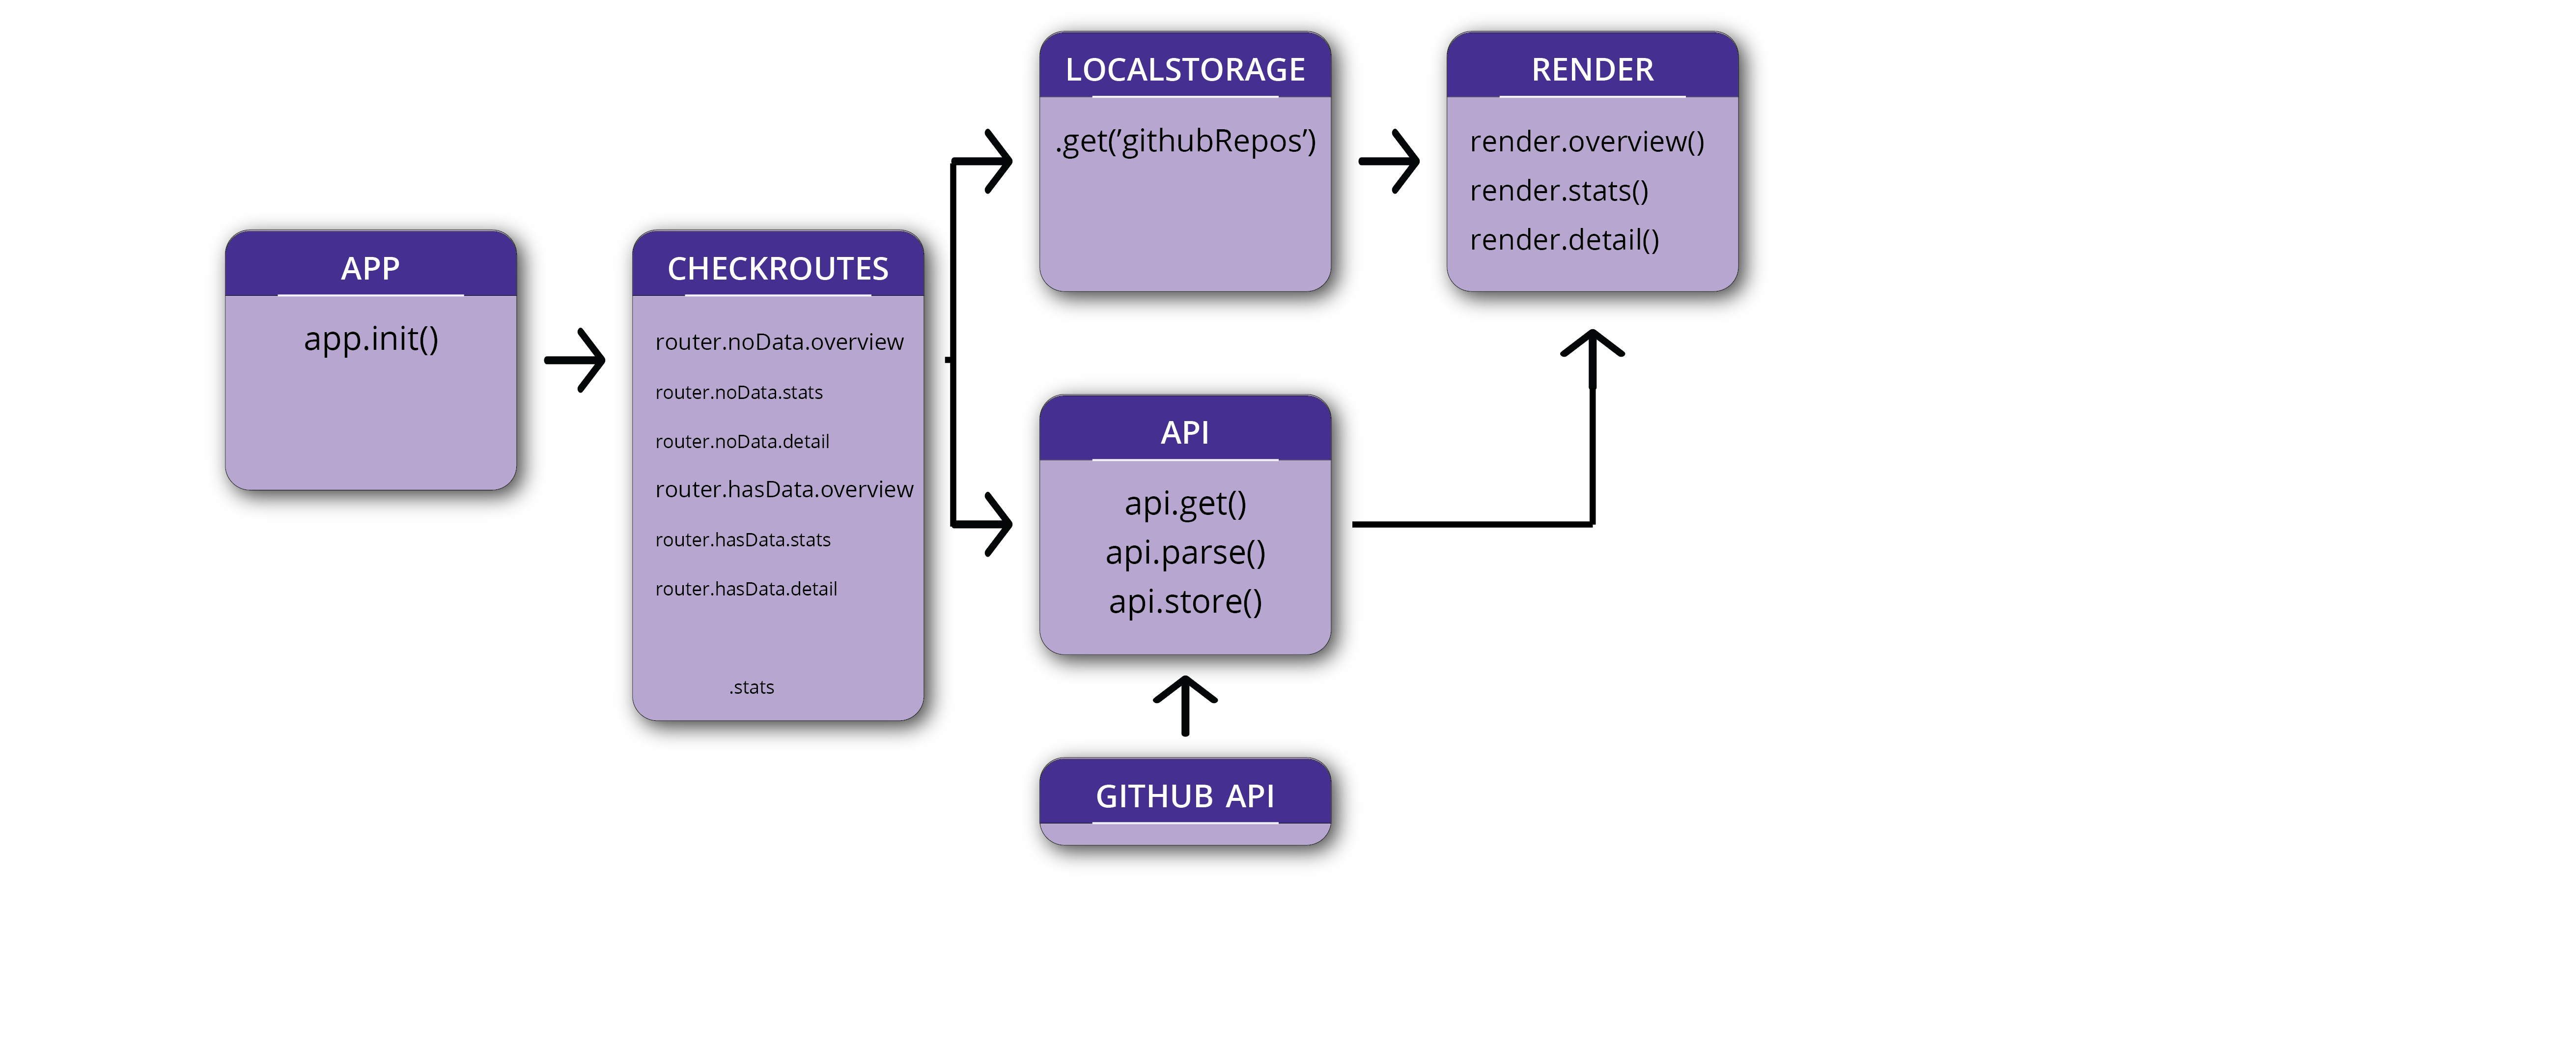 APP
app.init()
CHECKROUTES
router.noData.overview
router.noData.stats
router.noData.detail
router.hasData.overview
router.hasData.stats
router.hasData.detail
.stats
LOCALSTORAGE
.get(’githubRepos’)
RENDER
render.overview()
render.stats()
render.detail()
API
api.get()
api.parse()
api.store()
GITHUB API